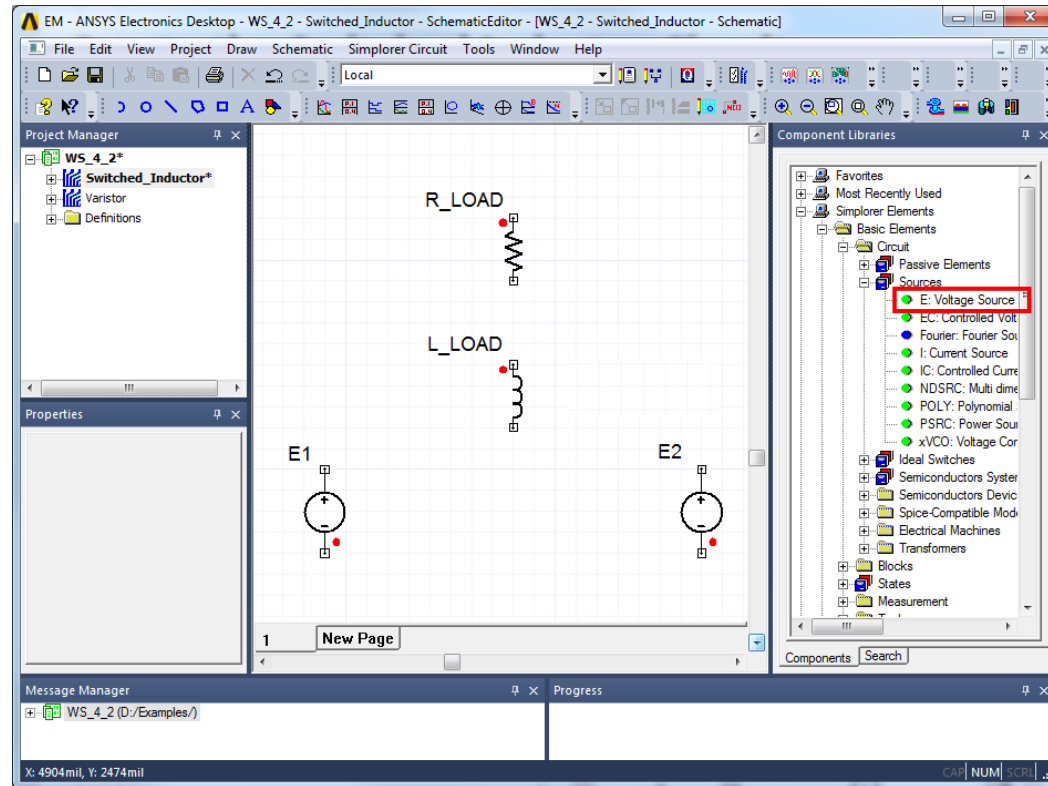 EM - ANSYS Electronics Desktop - WS_4_2 - Switched_Inductor - SchematicEditor - [WS_4_2 - Switched_Inductor - Schematic]
File Edit View Project Draw Schematic Simplorer Circuit Tools Window Help
Local
Project Manager
WS_4_2*
Switched_Inductor*
Varistor
Definitions
Properties
R_LOAD
L_LOAD
E1
E2
1 New Page
Component Libraries
Favorites
Most Recently Used
Simplorer Elements
Basic Elements
Circuit
Passive Elements
Sources
E: Voltage Source
EC: Controlled Volt
Fourier: Fourier Sou
I: Current Source
IC: Controlled Curre
NDSRC: Multi dime
POLY: Polynomial
PSRC: Power Sour
xVCO: Voltage Cor
Ideal Switches
Semiconductors System
Semiconductors Devic
Spice-Compatible Mod
Electrical Machines
Transformers
Blocks
States
Measurement
Components Search
Message Manager
WS_4_2 (D:/Examples/)
Progress
X: 4904mil, Y: 2474mil
CAP NUM SCRL